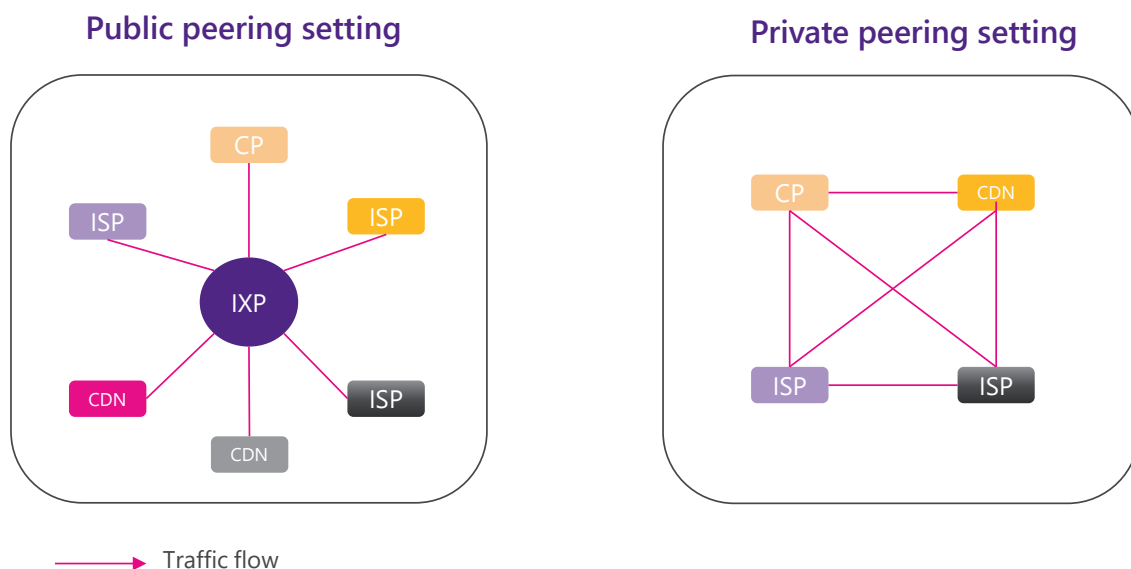 Public peering setting
CP
ISP
ISP
IXP
CDN
ISP
CDN
Traffic flow
Private peering setting
CP
CDN
ISP
ISP